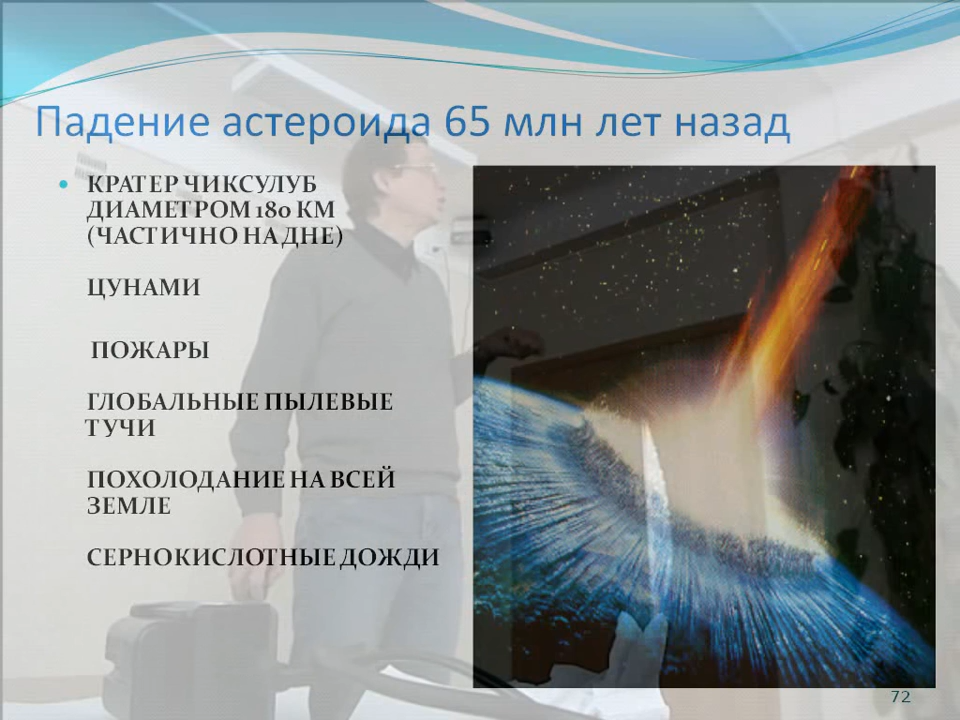 Падение астероида 65 млн лет назад
• КРАТЕР ЧИКСУЛУБ
ДИАМЕТРОМ 180 КМ
(ЧАСТИЧНО НА ДНЕ)
ЦУНАМИ
ПОЖАРЫ
ГЛОБАЛЬНЫЕ ПЫЛЕВЫЕ
ТУЧИ
ПОХОЛОДАНИЕ НА ВСЕЙ
ЗЕМЛЕ
СЕРНОКИСЛОТНЫЕ ДОЖДИ
72